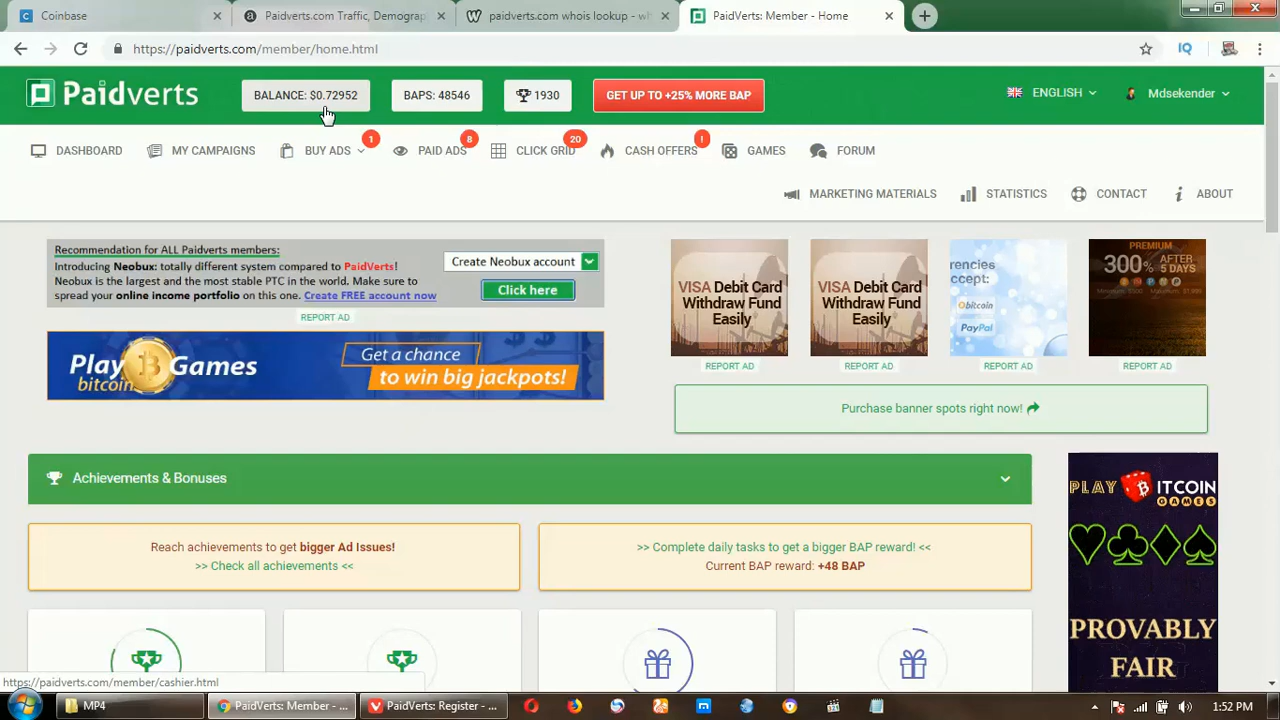 Coinbase
Paidverts.com Traffic, Demograp
paidverts.com whois lookup - wh
PaidVerts: Member - Home
https://paidverts.com/member/home.html
IQ
Paidverts
BALANCE: $0.72952
BAPS: 48546
1930
GET UP TO +25% MORE BAP
ENGLISH
Mdsekender
DASHBOARD
MY CAMPAIGNS
BUY ADS
1
PAID ADS
8
CLICK GRID
20
CASH OFFERS
!
GAMES
FORUM
MARKETING MATERIALS
STATISTICS
CONTACT
ABOUT
Recommendation for ALL Paidverts members:
Introducing Neobux: totally different system compared to PaidVerts!
Neobux is the largest and the most stable PTC in the world. Make sure to
spread your online income portfolio on this one. Create FREE account now
Create Neobux account
Click here
REPORT AD
Play
bitcoin
Games
Get a chance
to win big jackpots!
VISA Debit Card
Withdraw Fund
Easily
REPORT AD
VISA Debit Card
Withdraw Fund
Easily
REPORT AD
rencies
cept:
bitcoin
PayPal
REPORT AD
PREMIUM
300% AFTER
5 DAYS
REPORT AD
Purchase banner spots right now!
Achievements & Bonuses
Reach achievements to get bigger Ad Issues!
>> Check all achievements <<
>> Complete daily tasks to get a bigger BAP reward! <<
Current BAP reward: +48 BAP
PLAY BITCOIN
GAMES
PROVABLY
FAIR
https://paidverts.com/member/cashier.html
MP4
PaidVerts: Member - ...
PaidVerts: Register - ...
1:52 PM